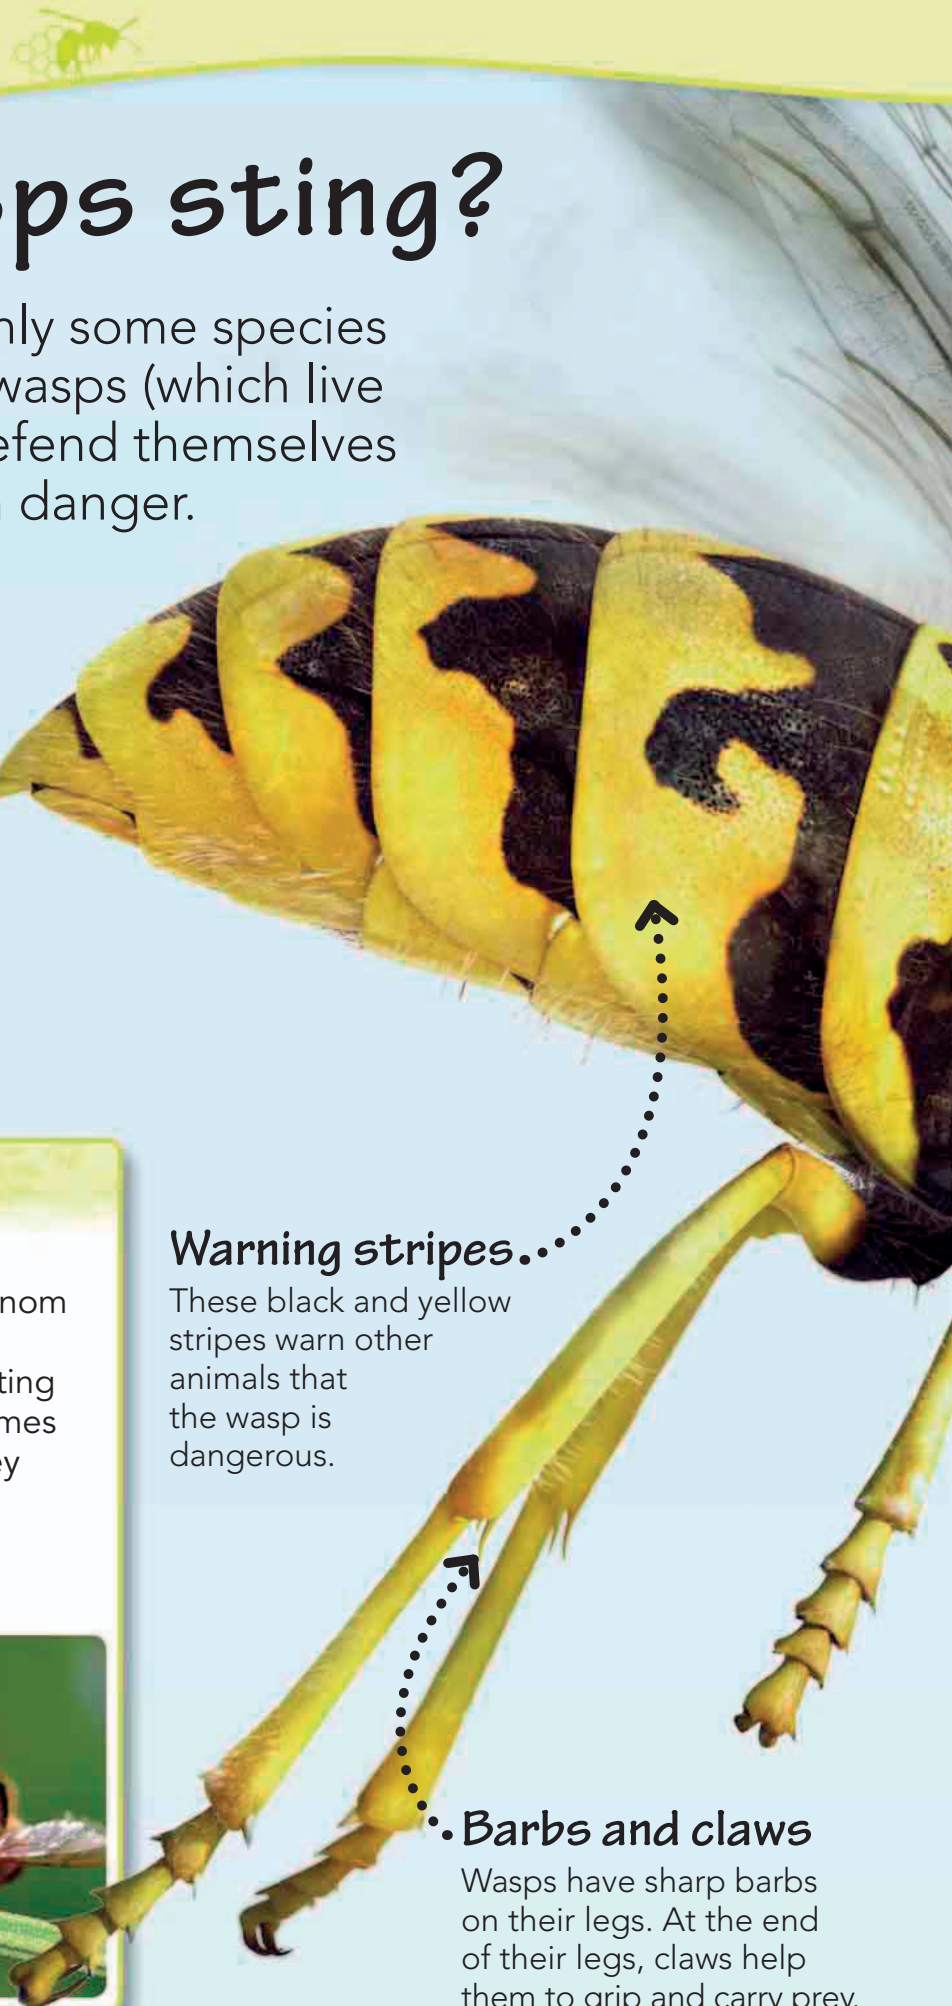 ps sting?
nly some species
wasps (which live
efend themselves
danger.
nom
ting
mes
ey
Warning stripes
These black and yellow
stripes warn other
animals that
the wasp is
dangerous.
Barbs and claws
Wasps have sharp barbs
on their legs. At the end
of their legs, claws help
them to grip and carry prey.